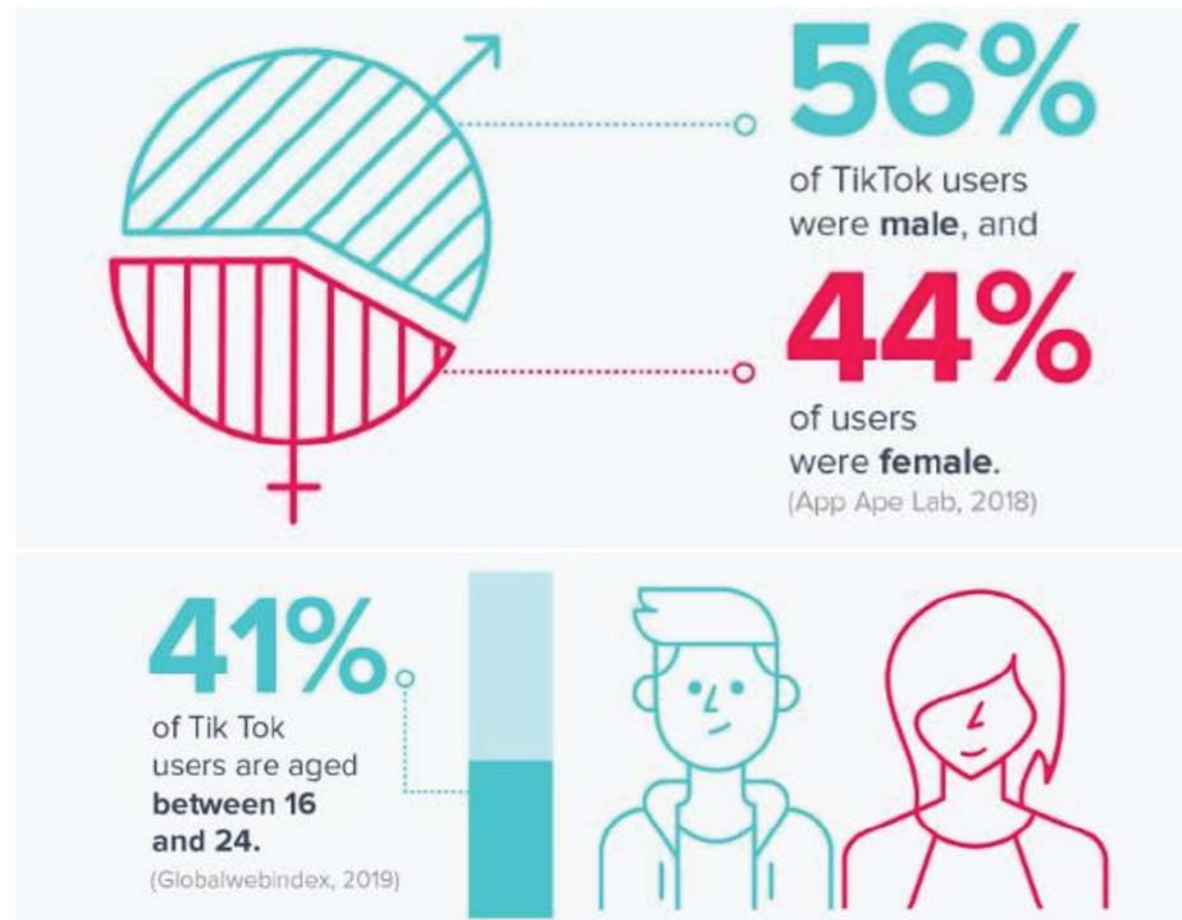 56%
of TikTok users
were male, and
44%
of users
were female.
(App Ape Lab, 2018)
41%
of Tik Tok
users are aged
between 16
and 24.
(Globalwebindex, 2019)